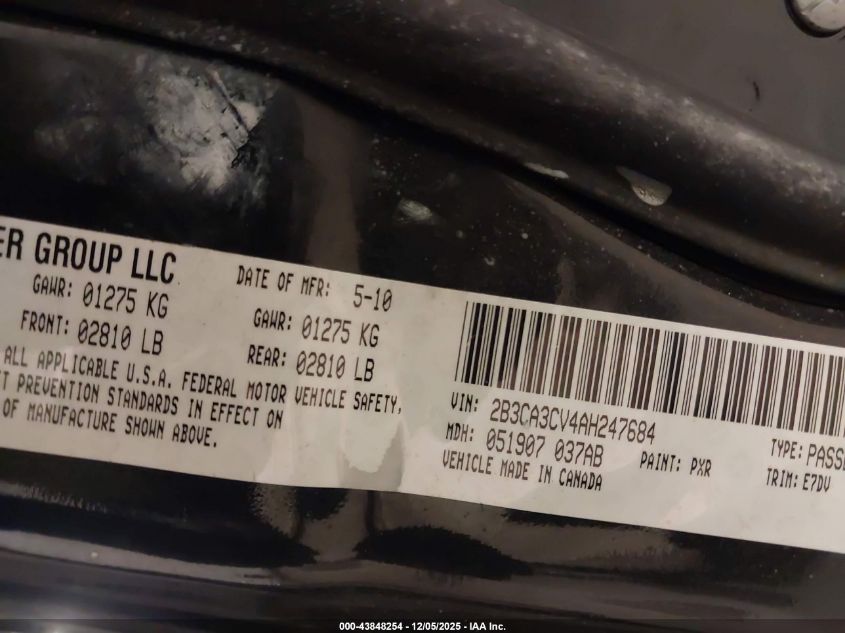 ER GROUP LLC
DATE OF MFR: 5-10
GAWR: 01275 KG
FRONT: 02810 LB
GAWR: 01275 KG
REAR: 02810 LB
ALL APPLICABLE U.S.A. FEDERAL MOTOR VEHICLE SAFETY,
T PREVENTION STANDARDS IN EFFECT ON
OF MANUFACTURE SHOWN ABOVE.
VIN: 2B3CA3CV4AH247684
MDH: 051907 037AB
PAINT: PXR
VEHICLE MADE IN CANADA
TYPE: PASSE
TRIM: E7DV
000-43848254 - 12/05/2025 - IAA Inc.